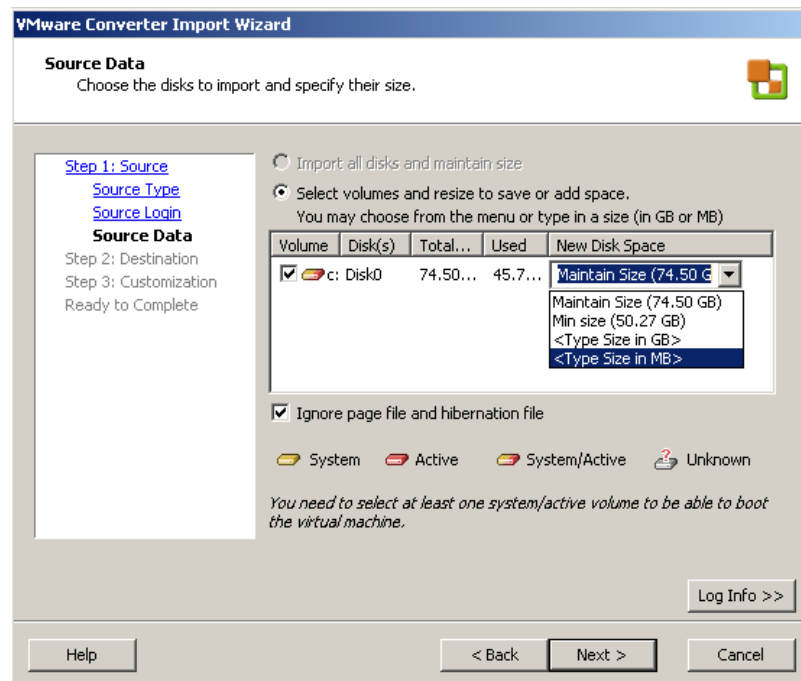 VMware Converter Import Wizard
Source Data
Choose the disks to import and specify their size.
Step 1: Source
Source Type
Source Login
Source Data
Step 2: Destination
Step 3: Customization
Ready to Complete
Import all disks and maintain size
Select volumes and resize to save or add space.
You may choose from the menu or type in a size (in GB or MB)
Volume Disk(s) Total... Used New Disk Space
c: Disk0 74.50... 45.7... Maintain Size (74.50 G
Maintain Size (74.50 GB)
Min size (50.27 GB)
<Type Size in GB>
<Type Size in MB>
Ignore page file and hibernation file
System Active System/Active Unknown
You need to select at least one system/active volume to be able to boot
the virtual machine.
Log Info >>
Help < Back Next > Cancel